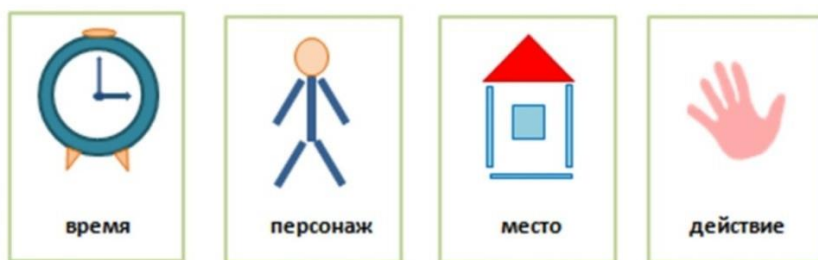 время
персонаж
место
действие